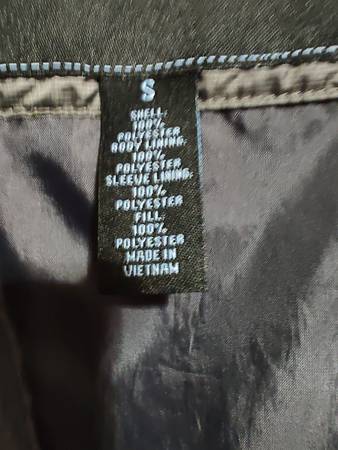 S
SHELL:
100%
POLYESTER
BODY LINING:
100%
POLYESTER
SLEEVE LINING:
100%
POLYESTER
FILL:
100%
POLYESTER
MADE IN
VIETNAM